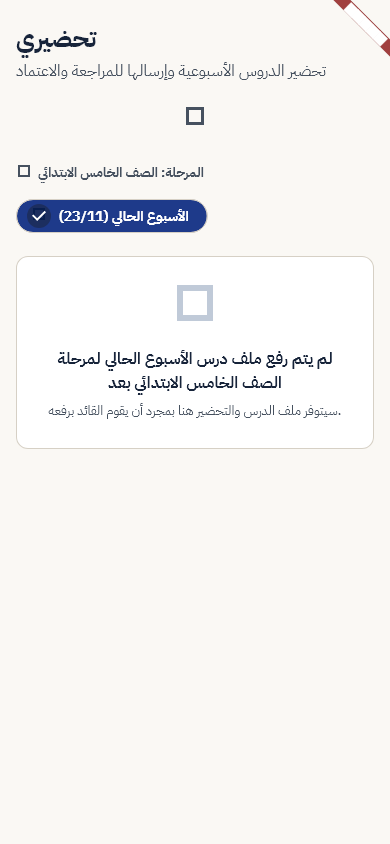 تحضيري
تحضير الدروس الأسبوعية وإرسالها للمراجعة والاعتماد
المرحلة: الصف الخامس الابتدائي
الأسبوع الحالي (23/11)
لم يتم رفع ملف درس الأسبوع الحالي لمرحلة
الصف الخامس الابتدائي بعد
سيتوفر ملف الدرس والتحضير هنا بمجرد أن يقوم القائد برفعه.